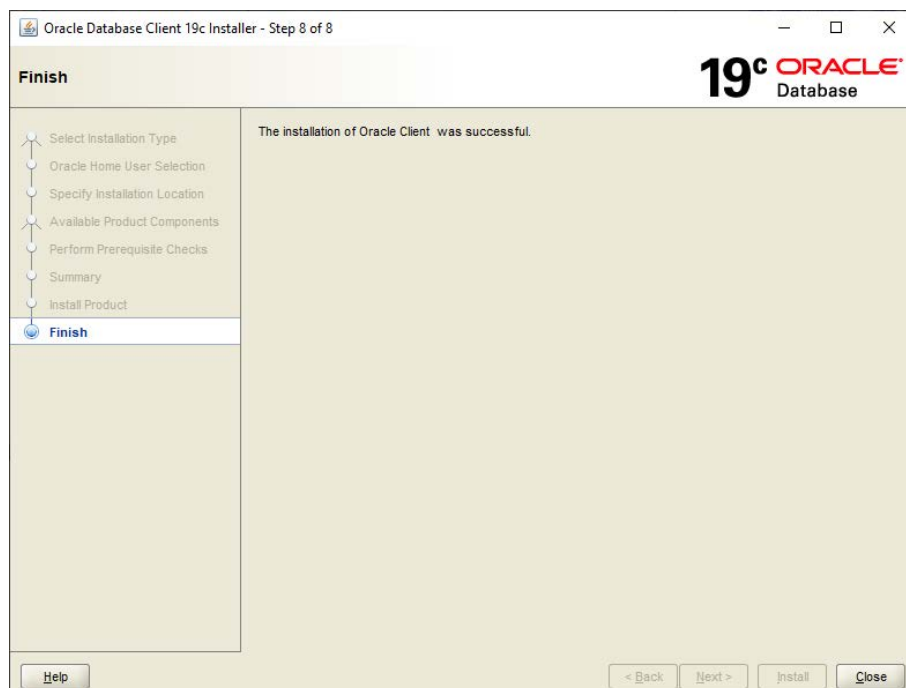 Oracle Database Client 19c Installer - Step 8 of 8
Finish
19c ORACLE
Database
Select Installation Type
Oracle Home User Selection
Specify Installation Location
Available Product Components
Perform Prerequisite Checks
Summary
Install Product
Finish
The installation of Oracle Client was successful.
Help
< Back
Next >
Install
Close